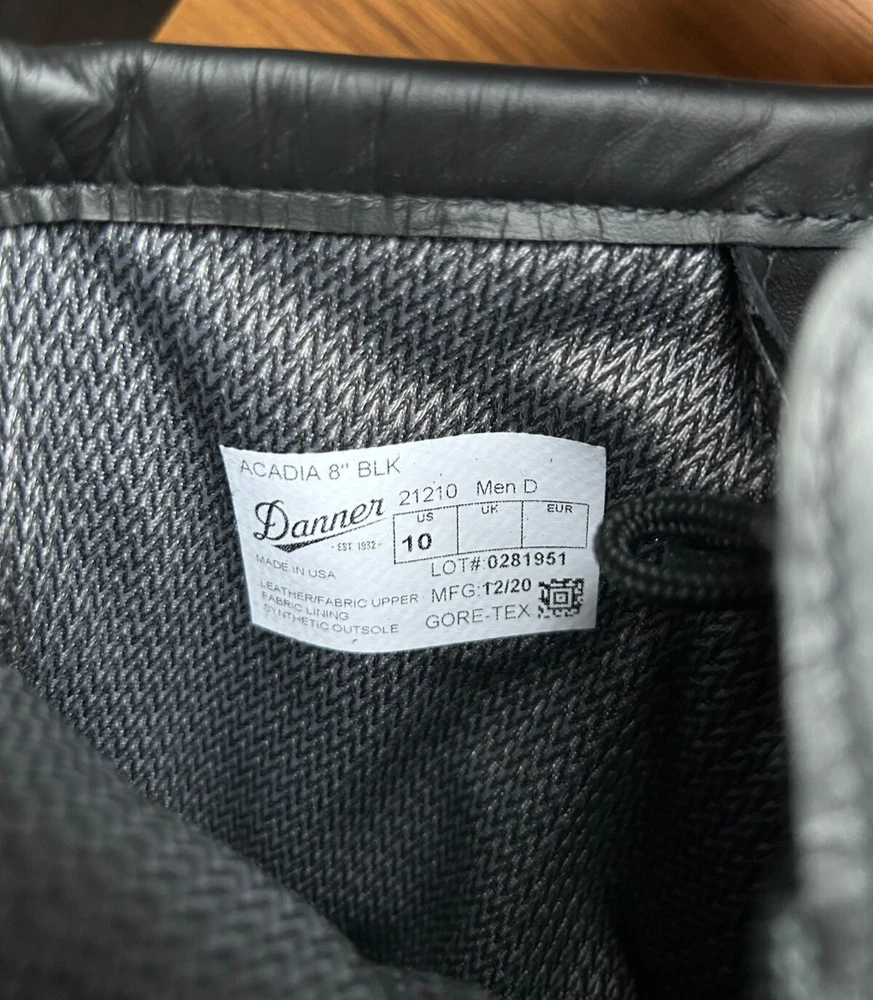 ACADIA 8" BLK
Danner
- EST. 1932 -
21210 Men D
US UK EUR
10
MADE IN USA
LOT#:0281951
LEATHER/FABRIC UPPER
FABRIC LINING
SYNTHETIC OUTSOLE
MFG:12/20
GORE-TEX